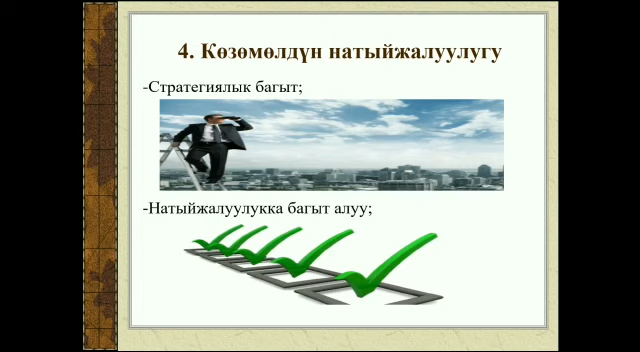 4. Көзөмөлдүн натыйжалуулугу
-Стратегиялык багыт;
-Натыйжалуулукка багыт алуу;